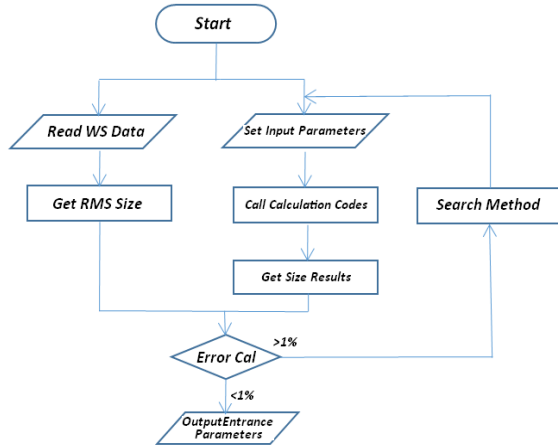 Start
Read WS Data
Set Input Parameters
Get RMS Size
Call Calculation Codes
Search Method
Get Size Results
Error Cal
>1%
<1%
OutputEntrance
Parameters